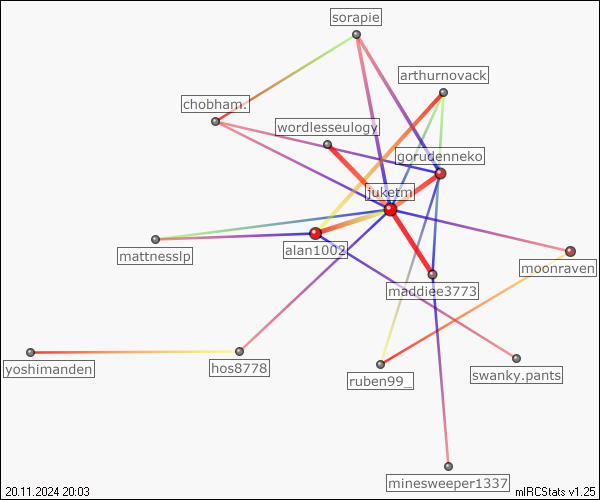 sorapie
arthurnovack
chobham.
wordlesseulogy
gorudenneko
juketm
alan1002
mattnesslp
moonraven
maddiee3773
yoshimanden
hos8778
ruben99_
swanky.pants
minesweeper1337
20.11.2024 20:03
mIRCStats v1.25